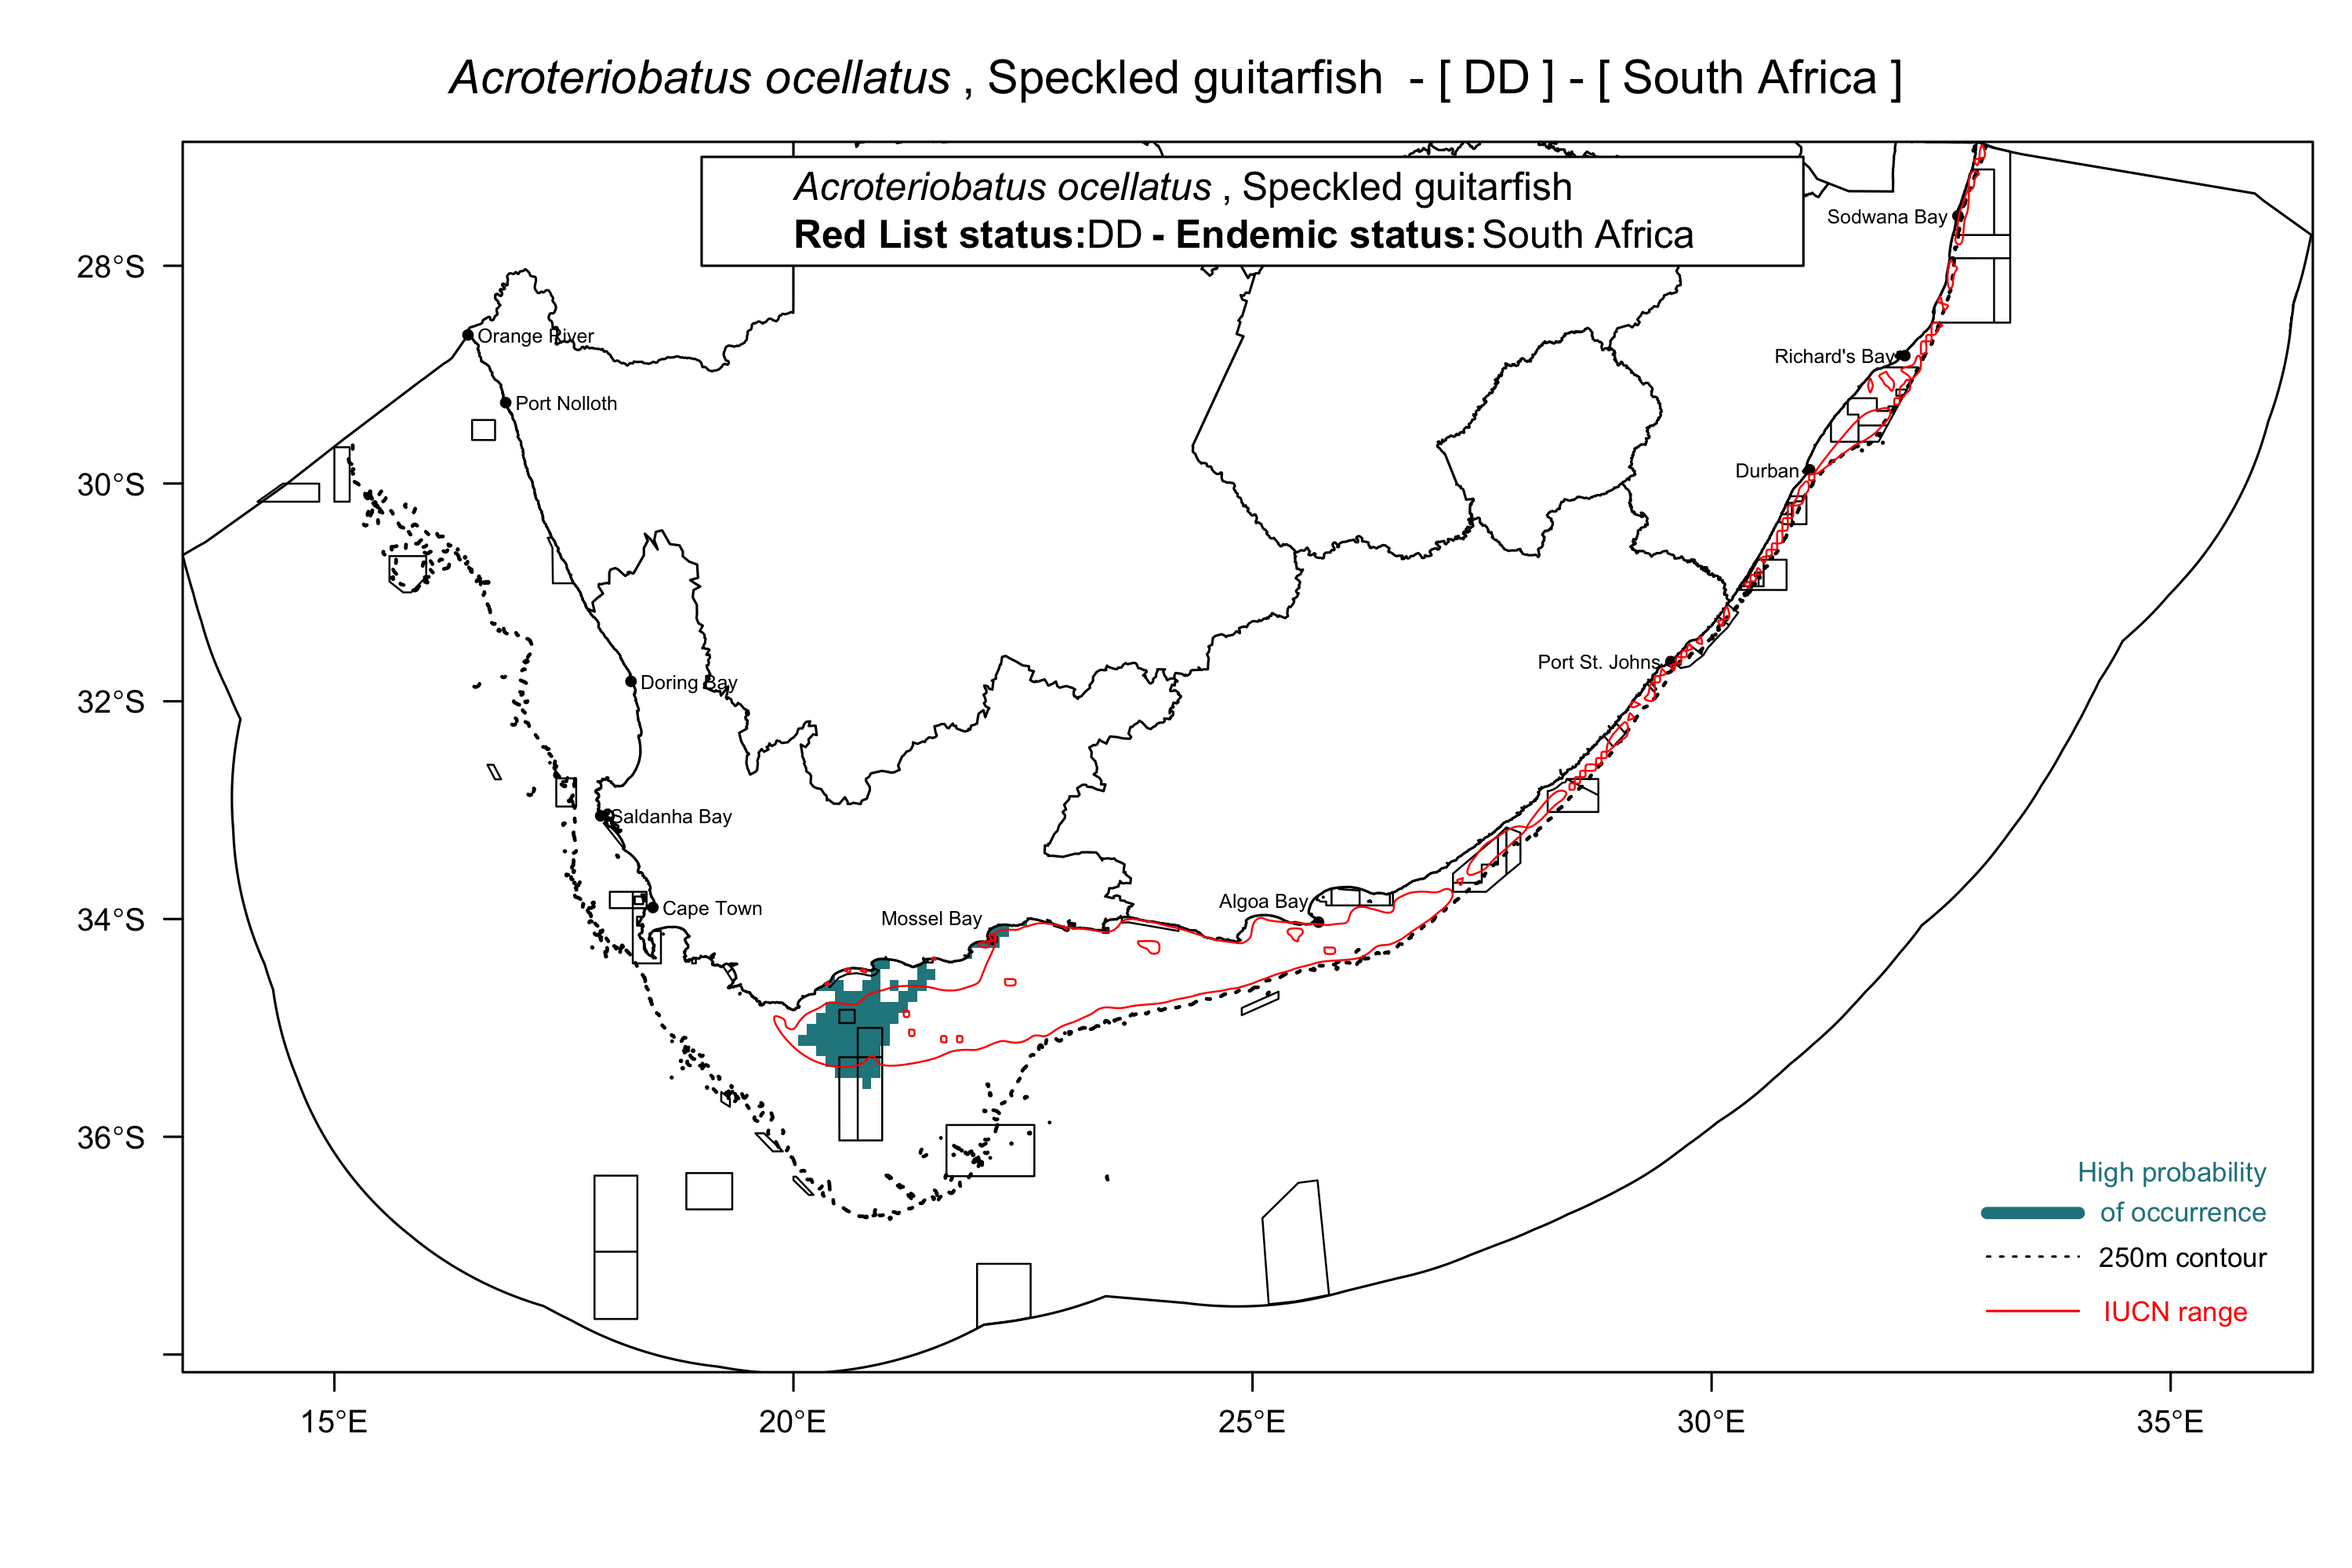 Acroteriobatus ocellatus , Speckled guitarfish - [ DD ] - [ South Africa ]
Acroteriobatus ocellatus , Speckled guitarfish
Red List status:DD - Endemic status:South Africa
Sodwana Bay
28°S
Orange River
Richard's Bay
Port Nolloth
Durban
30°S
Port St. Johns
Doring Bay
32°S
Saldanha Bay
Algoa Bay
Cape Town
Mossel Bay
34°S
36°S
High probability
of occurrence
250m contour
IUCN range
15°E
20°E
25°E
30°E
35°E